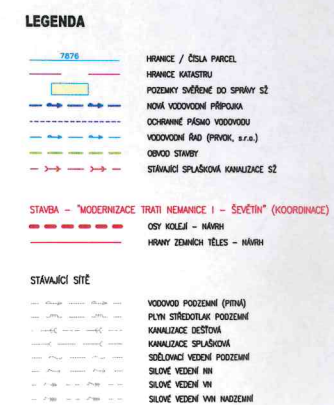 LEGENDA
7876 HRANICE / ČÍSLA PARCEL
HRANICE KATASTRU
POZEMKY SVĚŘENÉ DO SPRÁVY SŽ
NOVÁ VODOVODNÍ PŘÍPOJKA
OCHRANNÉ PÁSMO VODOVODU
VODOVODNÍ ŘAD (PRVOK, s.r.o.)
OBVOD STAVBY
STÁVAJÍCÍ SPLAŠKOVÁ KANALIZACE SŽ
STAVBA – "MODERNIZACE TRATI NEMANICE I – ŠEVĚTÍN" (KOORDINACE)
OSY KOLEJÍ – NÁVRH
HRANY ZEMNÍCH TĚLES – NÁVRH
STÁVAJÍCÍ SÍTĚ
VODOVOD PODZEMNÍ (PITNÁ)
PLYN STŘEDOTLAK PODZEMNÍ
KANALIZACE DEŠŤOVÁ
KANALIZACE SPLAŠKOVÁ
SDĚLOVACÍ VEDENÍ PODZEMNÍ
SILOVÉ VEDENÍ NN
SILOVÉ VEDENÍ VN
SILOVÉ VEDENÍ VVN NADZEMNÍ